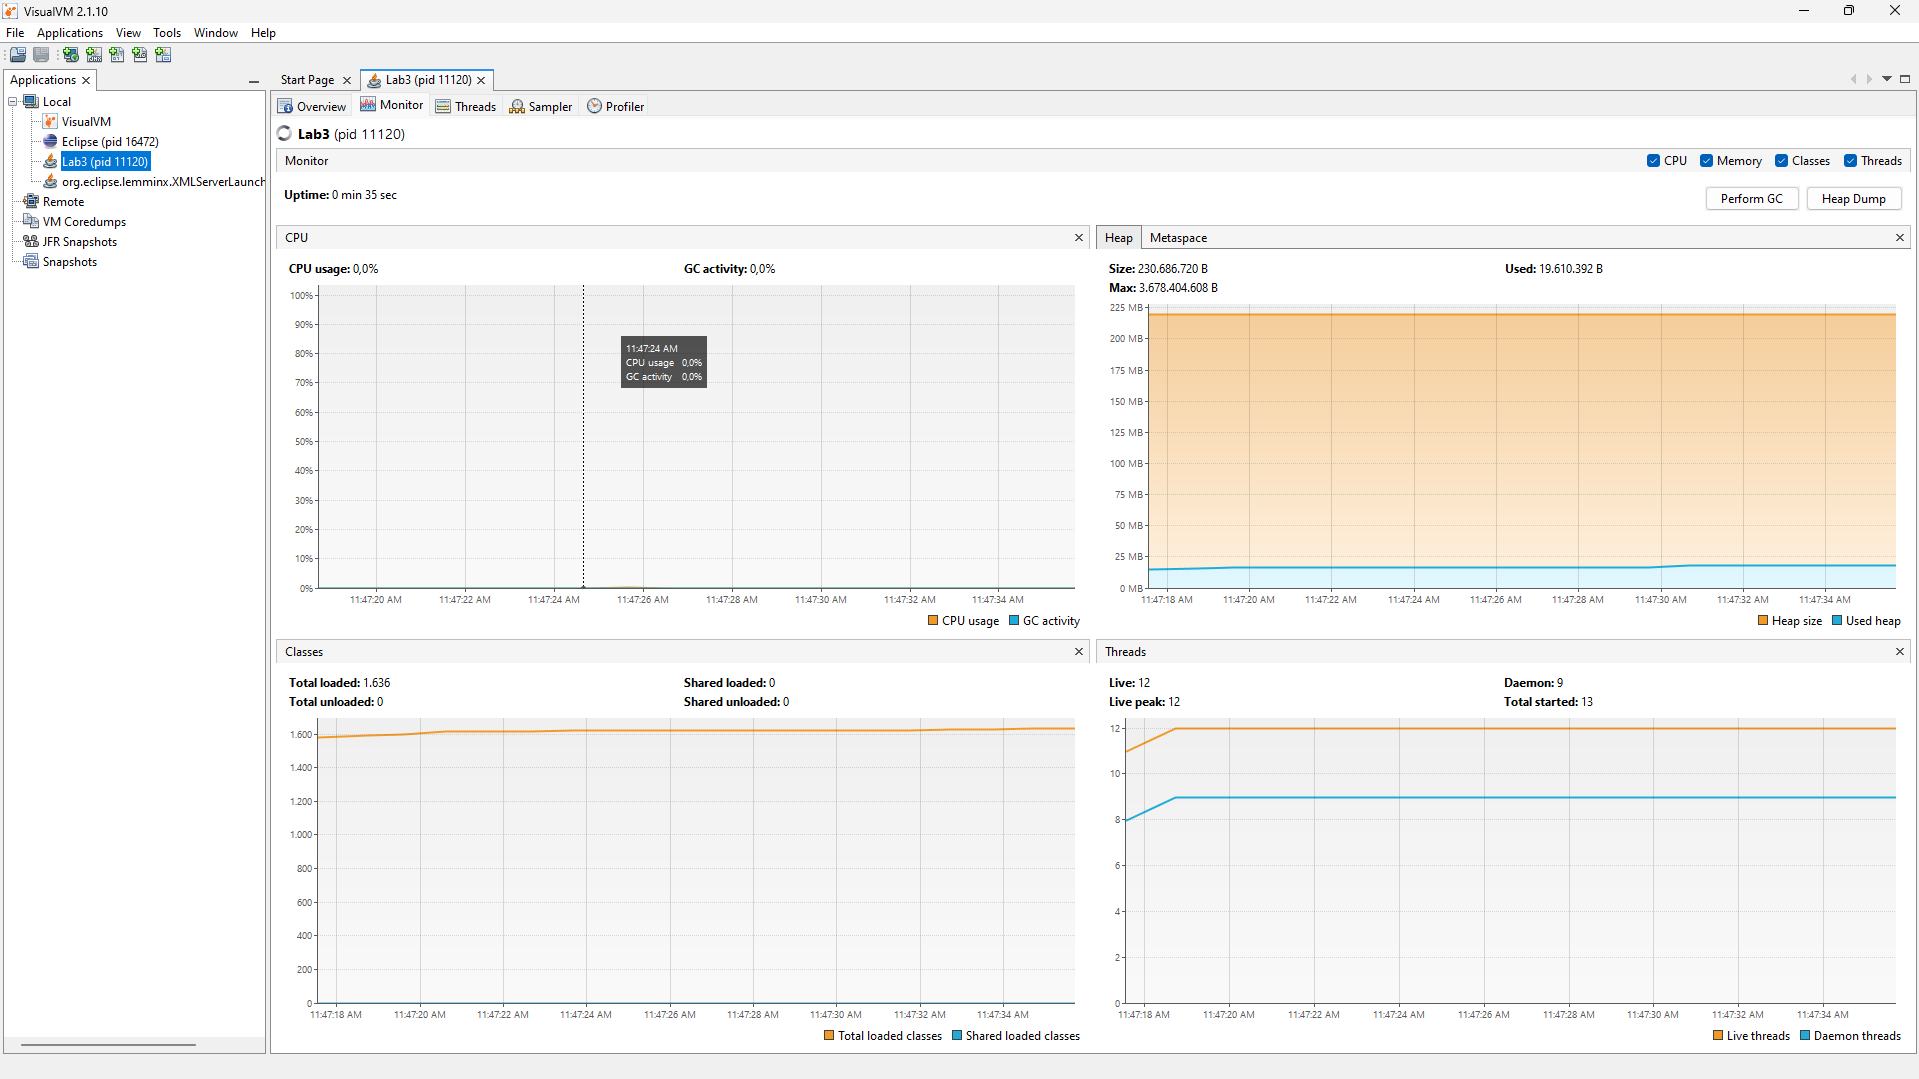 VisualVM 2.1.10
File Applications View Tools Window Help
Applications
Local
VisualVM
Eclipse (pid 16472)
Lab3 (pid 11120)
org.eclipse.lemminx.XMLServerLaunch
Remote
VM Coredumps
JFR Snapshots
Snapshots
Start Page Lab3 (pid 11120)
Overview Monitor Threads Sampler Profiler
Lab3 (pid 11120)
Monitor CPU Memory Classes Threads
Uptime: 0 min 35 sec
Perform GC Heap Dump
CPU
CPU usage: 0,0% GC activity: 0,0%
100%
90%
80%
70%
60%
50%
40%
30%
20%
10%
0%
11:47:24 AM
CPU usage 0,0%
GC activity 0,0%
11:47:20 AM 11:47:22 AM 11:47:24 AM 11:47:26 AM 11:47:28 AM 11:47:30 AM 11:47:32 AM 11:47:34 AM
CPU usage GC activity
Heap Metaspace
Size: 230.686.720 B Used: 19.610.392 B
Max: 3.678.404.608 B
225 MB
200 MB
175 MB
150 MB
125 MB
100 MB
75 MB
50 MB
25 MB
0 MB
11:47:18 AM 11:47:20 AM 11:47:22 AM 11:47:24 AM 11:47:26 AM 11:47:28 AM 11:47:30 AM 11:47:32 AM 11:47:34 AM
Heap size Used heap
Classes
Total loaded: 1.636 Shared loaded: 0
Total unloaded: 0 Shared unloaded: 0
1.600
1.400
1.200
1.000
800
600
400
200
0
11:47:18 AM 11:47:20 AM 11:47:22 AM 11:47:24 AM 11:47:26 AM 11:47:28 AM 11:47:30 AM 11:47:32 AM 11:47:34 AM
Total loaded classes Shared loaded classes
Threads
Live: 12 Daemon: 9
Live peak: 12 Total started: 13
12
10
8
6
4
2
0
11:47:18 AM 11:47:20 AM 11:47:22 AM 11:47:24 AM 11:47:26 AM 11:47:28 AM 11:47:30 AM 11:47:32 AM 11:47:34 AM
Live threads Daemon threads